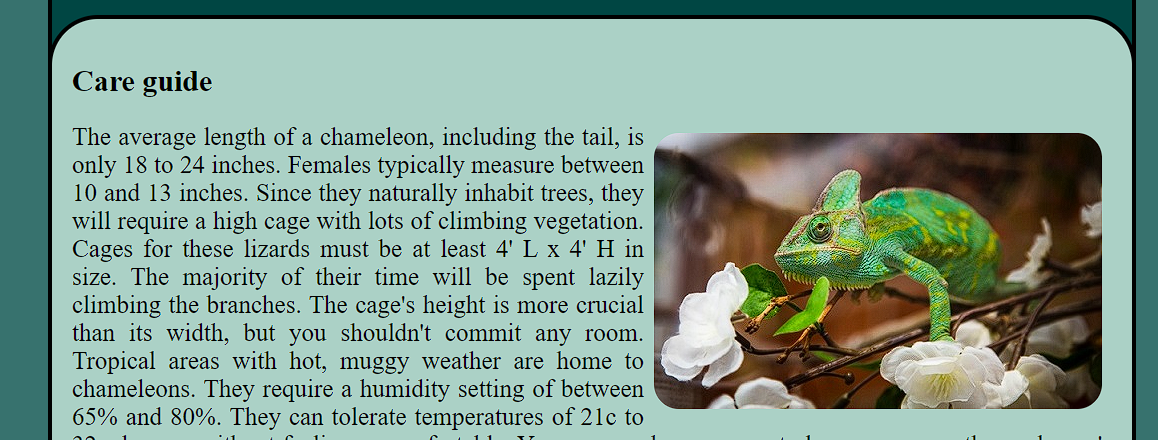 Care guide
The average length of a chameleon, including the tail, is
only 18 to 24 inches. Females typically measure between
10 and 13 inches. Since they naturally inhabit trees, they
will require a high cage with lots of climbing vegetation.
Cages for these lizards must be at least 4' L x 4' H in
size. The majority of their time will be spent lazily
climbing the branches. The cage's height is more crucial
than its width, but you shouldn't commit any room.
Tropical areas with hot, muggy weather are home to
chameleons. They require a humidity setting of between
65% and 80%. They can tolerate temperatures of 21c to